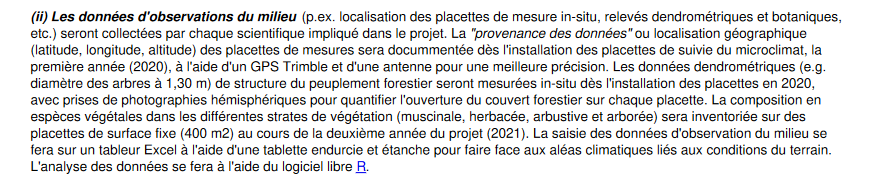 (ii) Les données d'observations du milieu (p.ex. localisation des placettes de mesure in-situ, relevés dendrométriques et botaniques,
etc.) seront collectées par chaque scientifique impliqué dans le projet. La "provenance des données" ou localisation géographique
(latitude, longitude, altitude) des placettes de mesures sera docummentée dès l'installation des placettes de suivie du microclimat, la
première année (2020), à l'aide d'un GPS Trimble et d'une antenne pour une meilleure précision. Les données dendrométriques (e.g.
diamètre des arbres à 1,30 m) de structure du peuplement forestier seront mesurées in-situ dès l'installation des placettes en 2020,
avec prises de photographies hémisphériques pour quantifier l'ouverture du couvert forestier sur chaque placette. La composition en
espèces végétales dans les différentes strates de végétation (muscinale, herbacée, arbustive et arborée) sera inventoriée sur des
placettes de surface fixe (400 m2) au cours de la deuxième année du projet (2021). La saisie des données d'observation du milieu se
fera sur un tableur Excel à l'aide d'une tablette endurcie et étanche pour faire face aux aléas climatiques liés aux conditions du terrain.
L'analyse des données se fera à l'aide du logiciel libre R.